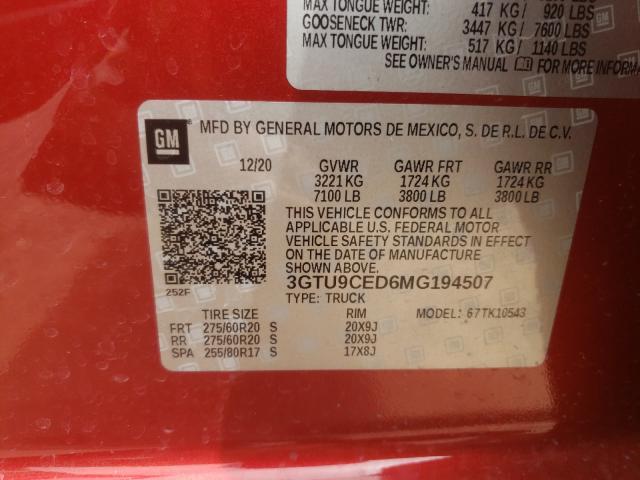 MAX TONGUE WEIGHT: 417 KG/ 920 LBS
GOOSENECK TWR: 3447 KG/ 7600 LBS
MAX TONGUE WEIGHT: 517 KG/ 1140 LBS
SEE OWNER'S MANUAL FOR MORE INFORMA
GM MFD BY GENERAL MOTORS DE MEXICO, S. DE R.L. DE C.V.
12/20 GVWR GAWR FRT GAWR RR
3221 KG 1724 KG 1724 KG
7100 LB 3800 LB 3800 LB
THIS VEHICLE CONFORMS TO ALL
APPLICABLE U.S. FEDERAL MOTOR
VEHICLE SAFETY STANDARDS IN EFFECT
ON THE DATE OF MANUFACTURE
SHOWN ABOVE.
252F 3GTU9CED6MG194507
TYPE: TRUCK
TIRE SIZE RIM MODEL: 67TK10543
FRT 275/60R20 S 20X9J
RR 275/60R20 S 20X9J
SPA 255/80R17 S 17X8J